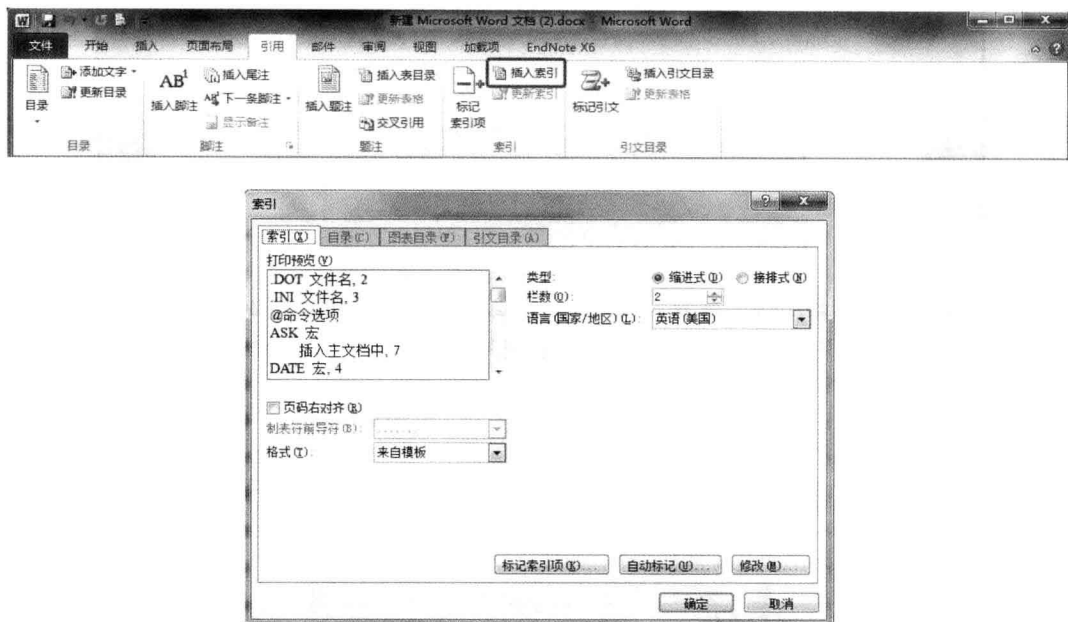 新建 Microsoft Word 文档 (2).docx - Microsoft Word
文件 开始 插入 页面布局 引用 邮件 审阅 视图 加载项 EndNote X6
目录
添加文字
更新目录
目录
AB¹
插入脚注
插入尾注
下一条脚注
显示备注
脚注
插入题注
插入表目录
更新表格
交叉引用
题注
标记
索引项
插入索引
更新索引
索引
标记引文
插入引文目录
更新表格
引文目录
索引
索引(X) 目录(C) 图表目录(F) 引文目录(A)
打印预览(V)
.DOT 文件名, 2
.INI 文件名, 3
@命令选项
ASK 宏
插入主文档中, 7
DATE 宏, 4
类型: 缩进式(D) 接排式(N)
栏数(O): 2
语言(国家/地区)(L): 英语(美国)
页码右对齐(R)
制表符前导符(B): .......
格式(T): 来自模板
标记索引项(K)... 自动标记(U)... 修改(M)...
确定 取消